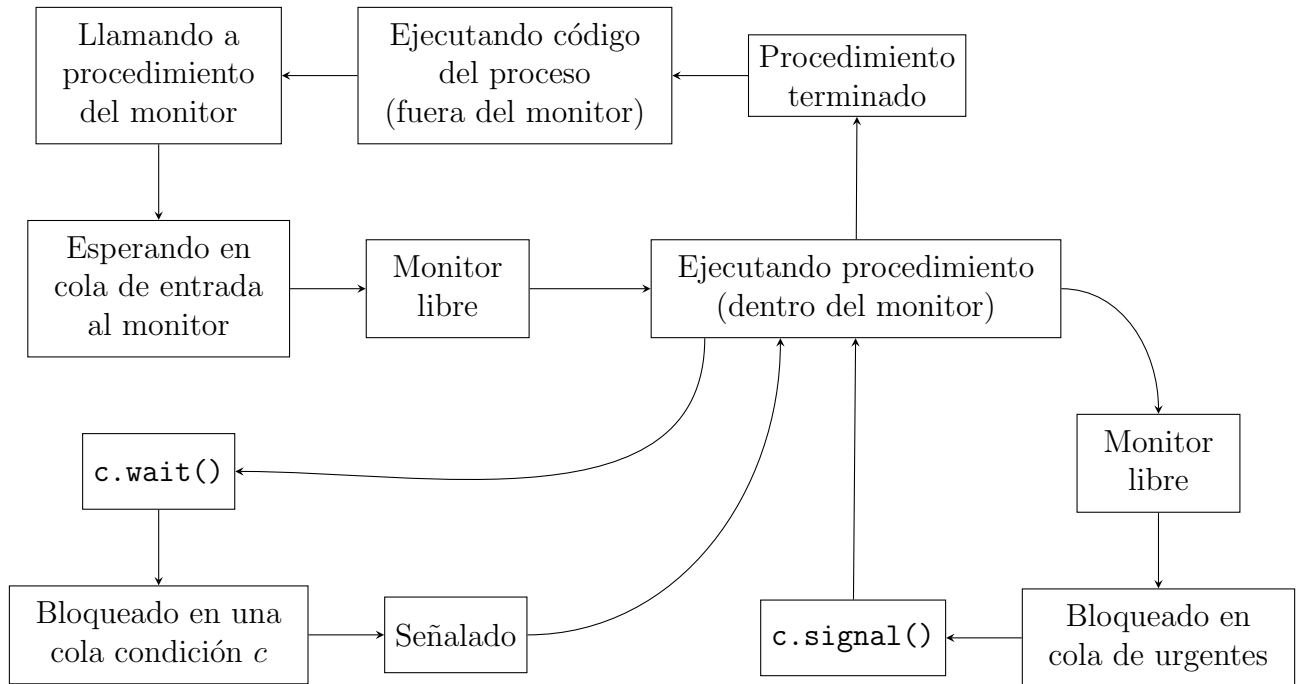 Llamando a
procedimiento
del monitor
Ejecutando código
del proceso
(fuera del monitor)
Procedimiento
terminado
Esperando en
cola de entrada
al monitor
Monitor
libre
Ejecutando procedimiento
(dentro del monitor)
c.wait()
Monitor
libre
Bloqueado en una
cola condición c
Señalado
c.signal()
Bloqueado en
cola de urgentes